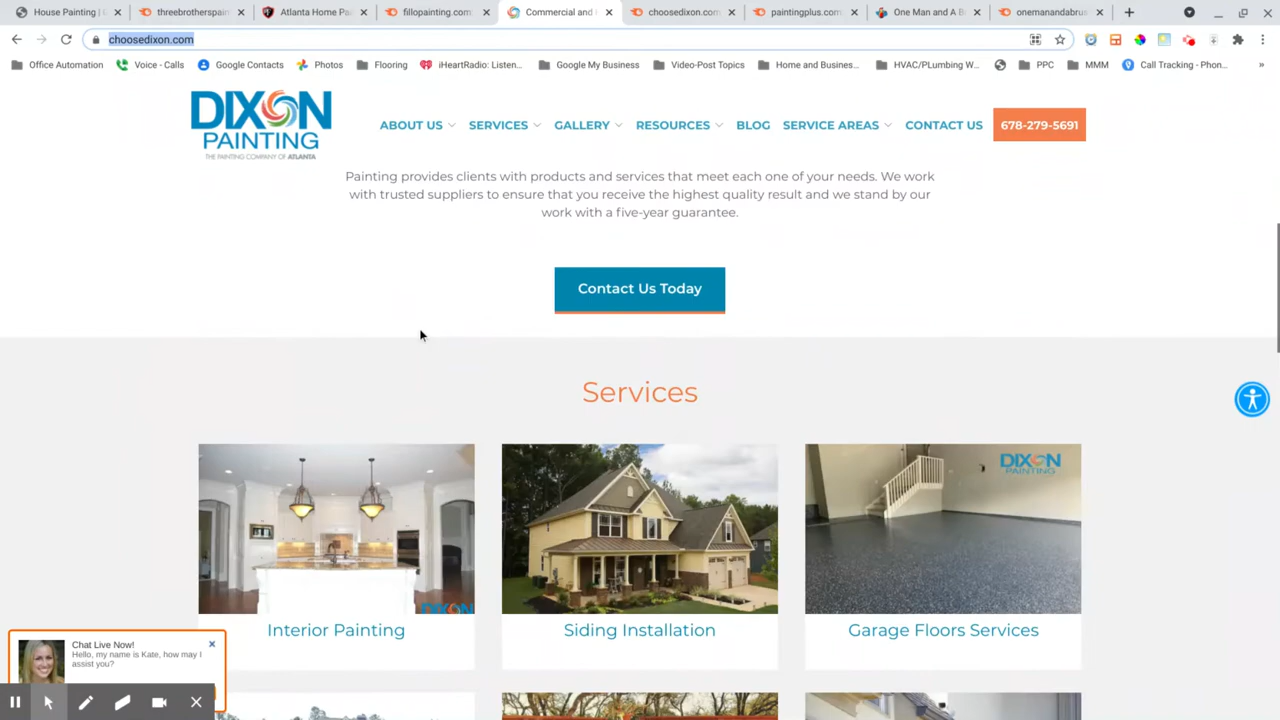 House Painting |
threebrotherspain
Atlanta Home Pai
fillopainting.com
Commercial and
choosedixon.com
paintingplus.com
One Man and A B
onemanandabrus
choosedixon.com
Office Automation
Voice - Calls
Google Contacts
Photos
Flooring
iHeartRadio: Listen...
Google My Business
Video-Post Topics
Home and Busines...
HVAC/PLumbing W...
PPC
MMM
Call Tracking - Phon...
»
DIXON
PAINTING
THE PAINTING COMPANY OF ATLANTA
ABOUT US
SERVICES
GALLERY
RESOURCES
BLOG
SERVICE AREAS
CONTACT US
678-279-5691
Painting provides clients with products and services that meet each one of your needs. We work
with trusted suppliers to ensure that you receive the highest quality result and we stand by our
work with a five-year guarantee.
Contact Us Today
Services
DIXON
DIXON
PAINTING
Interior Painting
Siding Installation
Garage Floors Services
Chat Live Now!
Hello, my name is Kate, how may I
assist you?